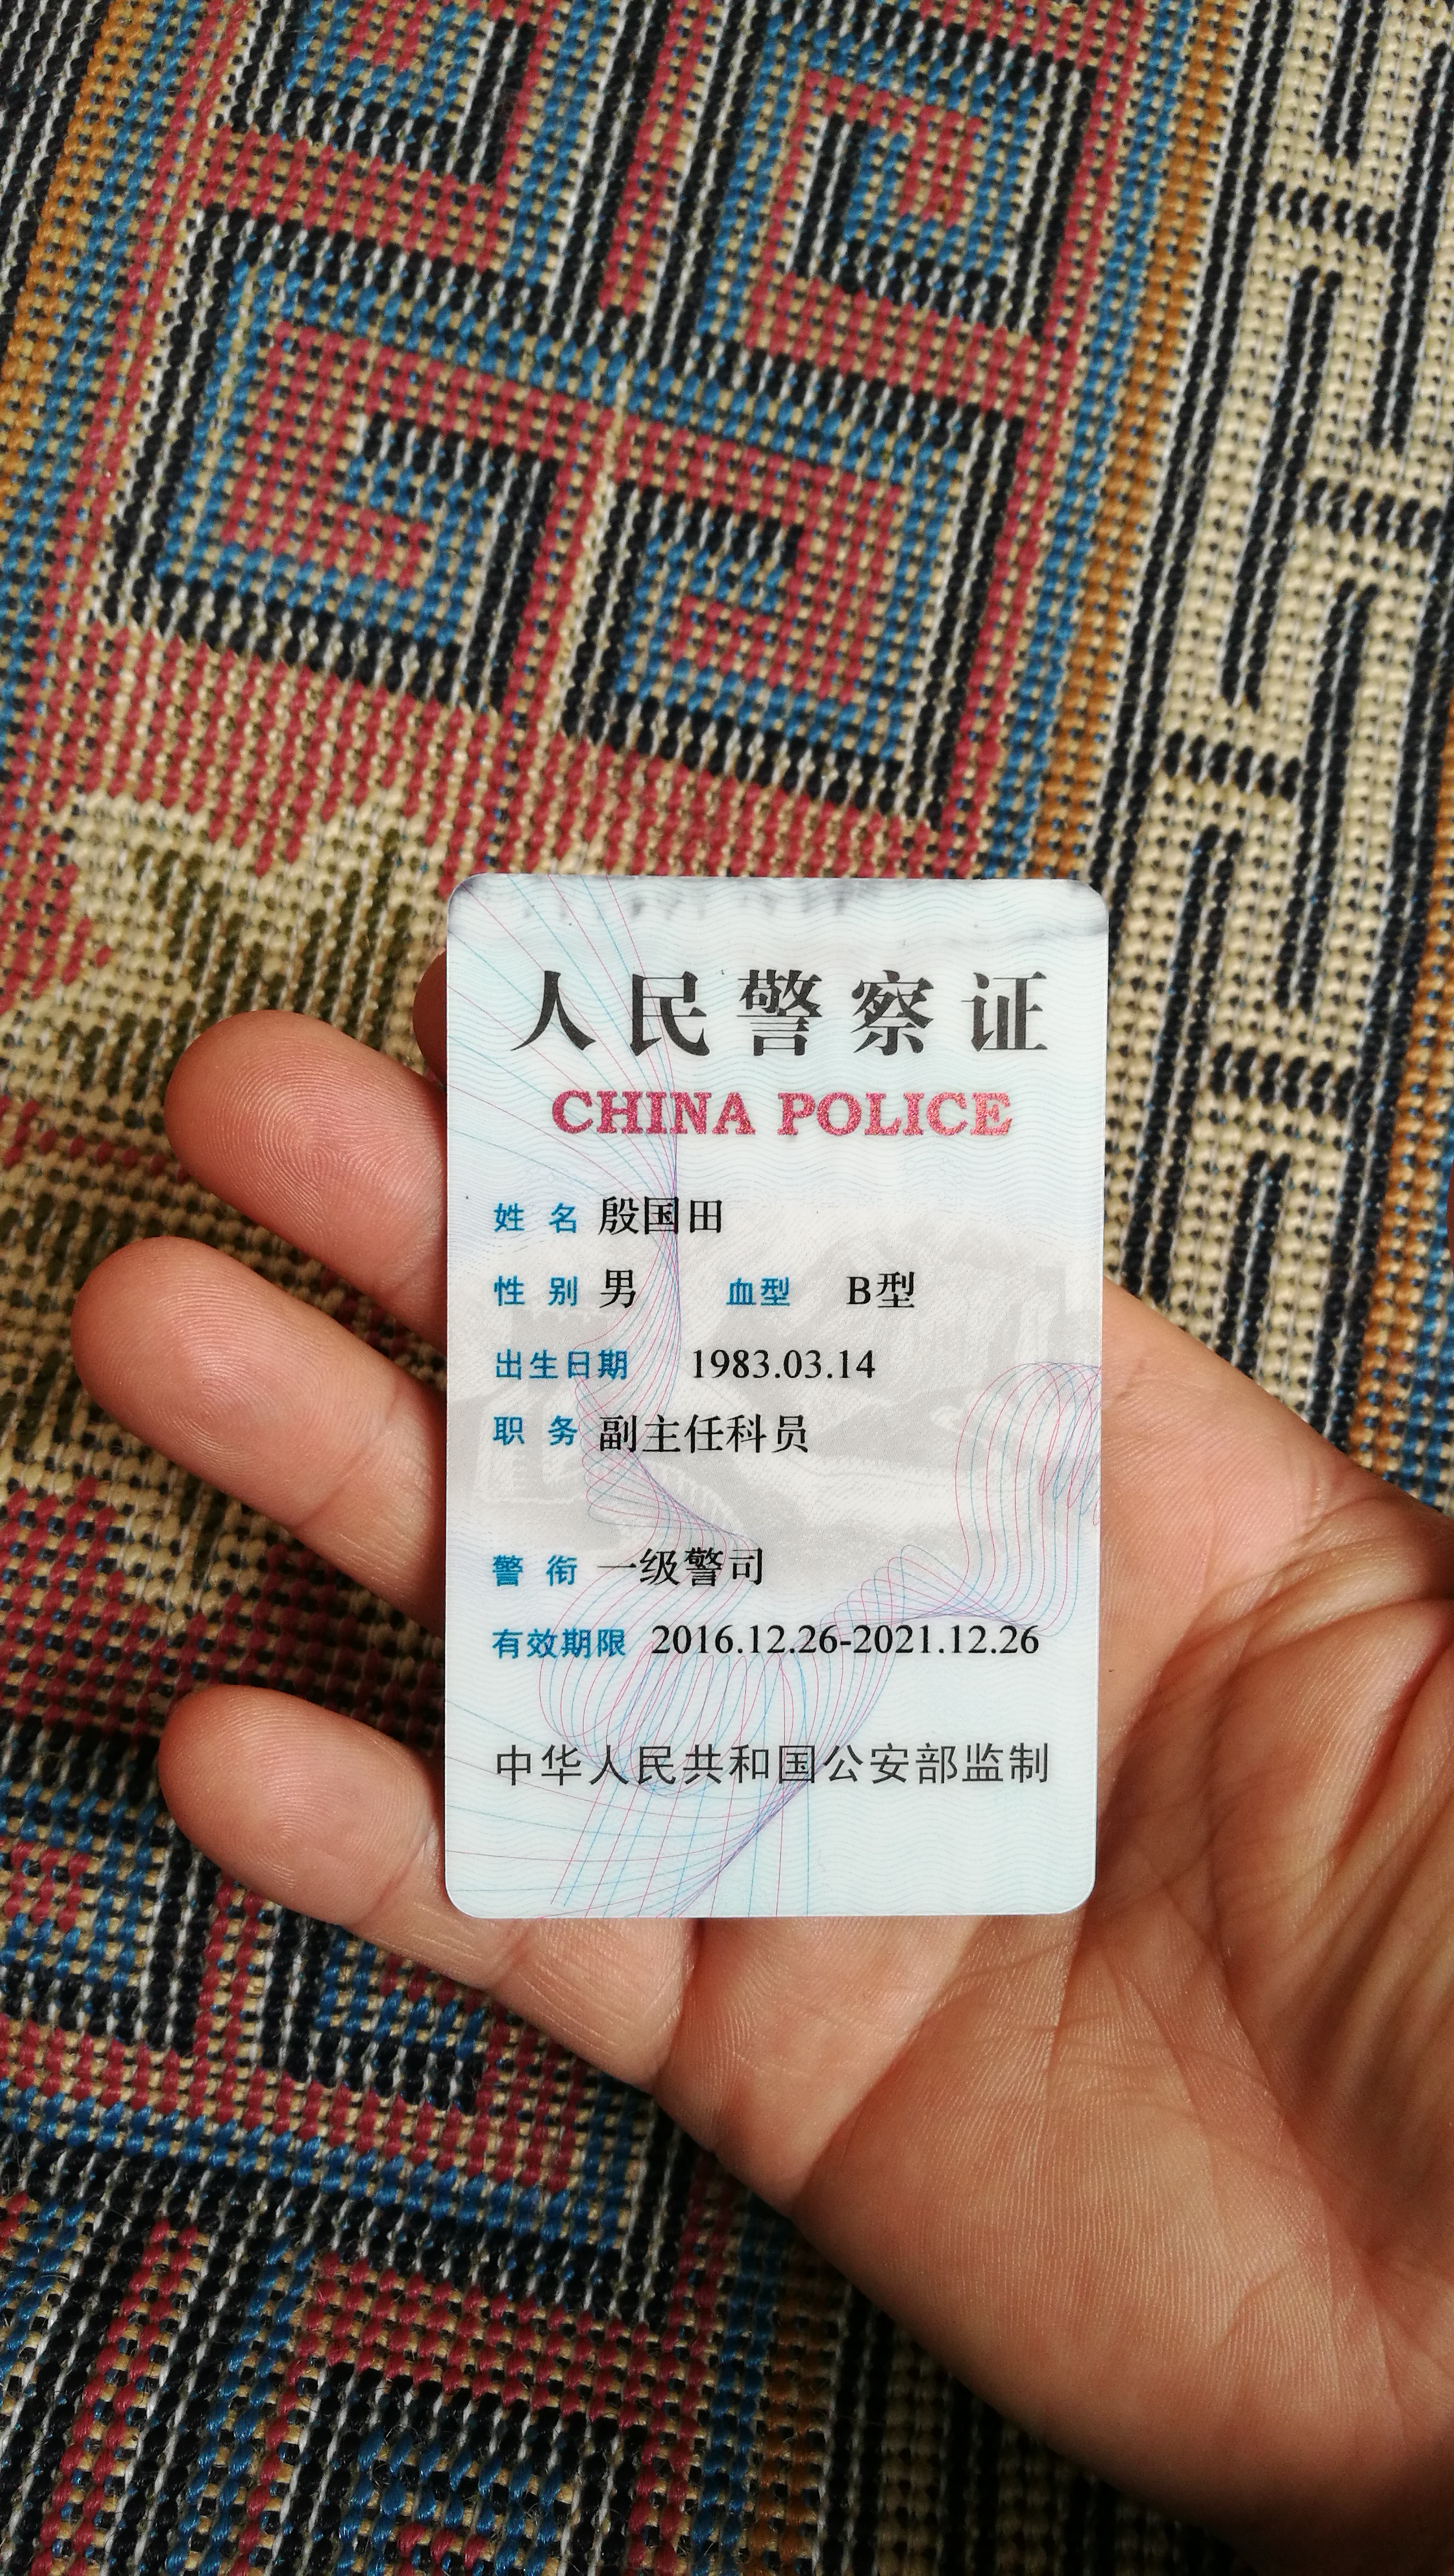 人民警察证
CHINA POLICE
姓 名 殷国田
性 别 男 血型 B型
出生日期 1983.03.14
职 务 副主任科员
警 衔 一级警司
有效期限 2016.12.26-2021.12.26
中华人民共和国公安部监制